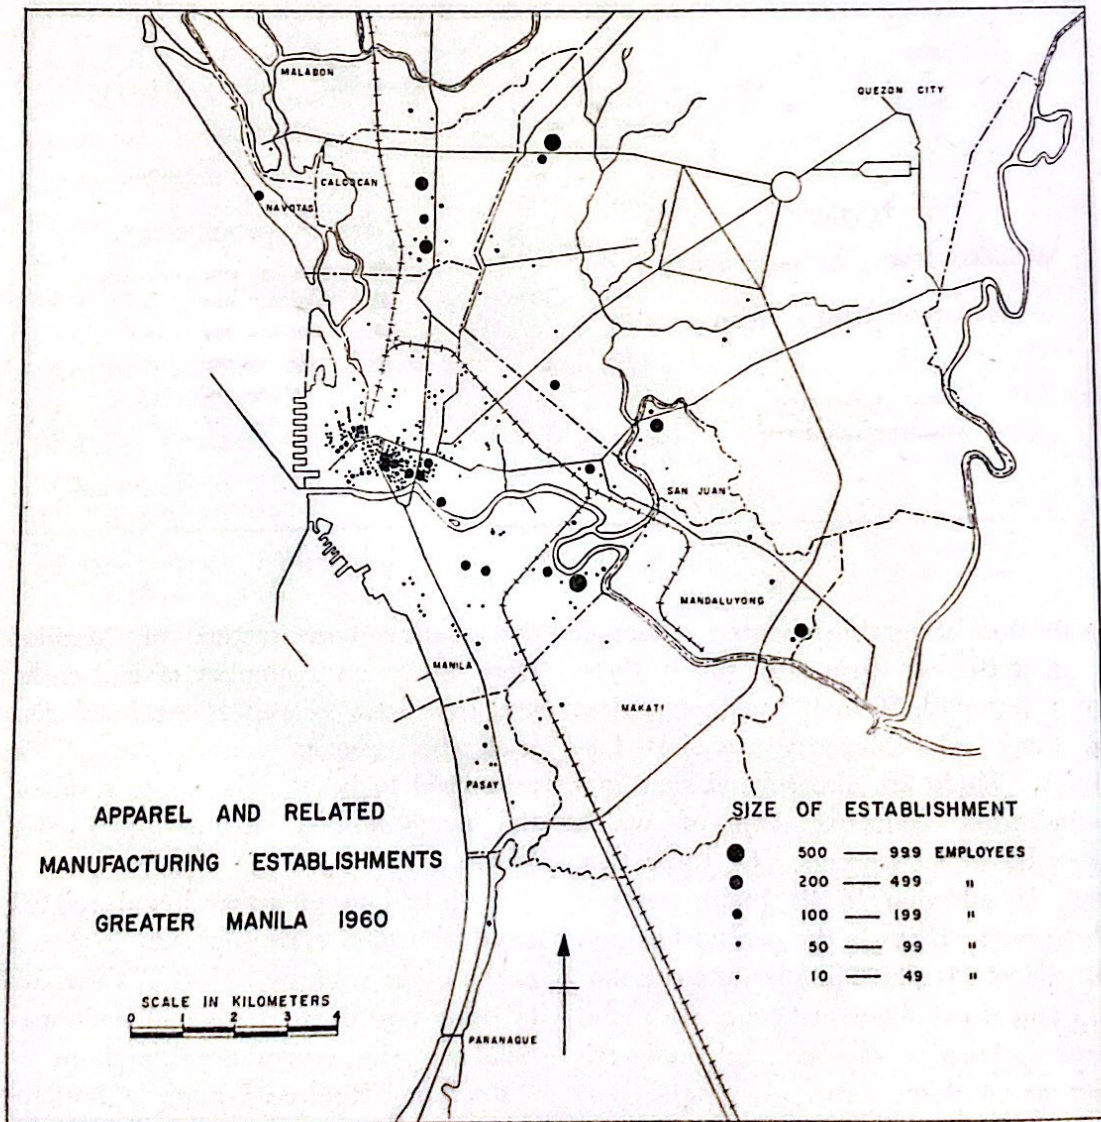 MALABON
QUEZON CITY
CALOOCAN
NAVOTAS
SAN JUAN
MANDALUYONG
MANILA
MAKATI
PASAY
APPAREL AND RELATED
MANUFACTURING ESTABLISHMENTS
GREATER MANILA 1960
SIZE OF ESTABLISHMENT
500 — 999 EMPLOYEES
200 — 499 "
100 — 199 "
50 — 99 "
10 — 49 "
SCALE IN KILOMETERS
0 1 2 3 4
PARANAQUE